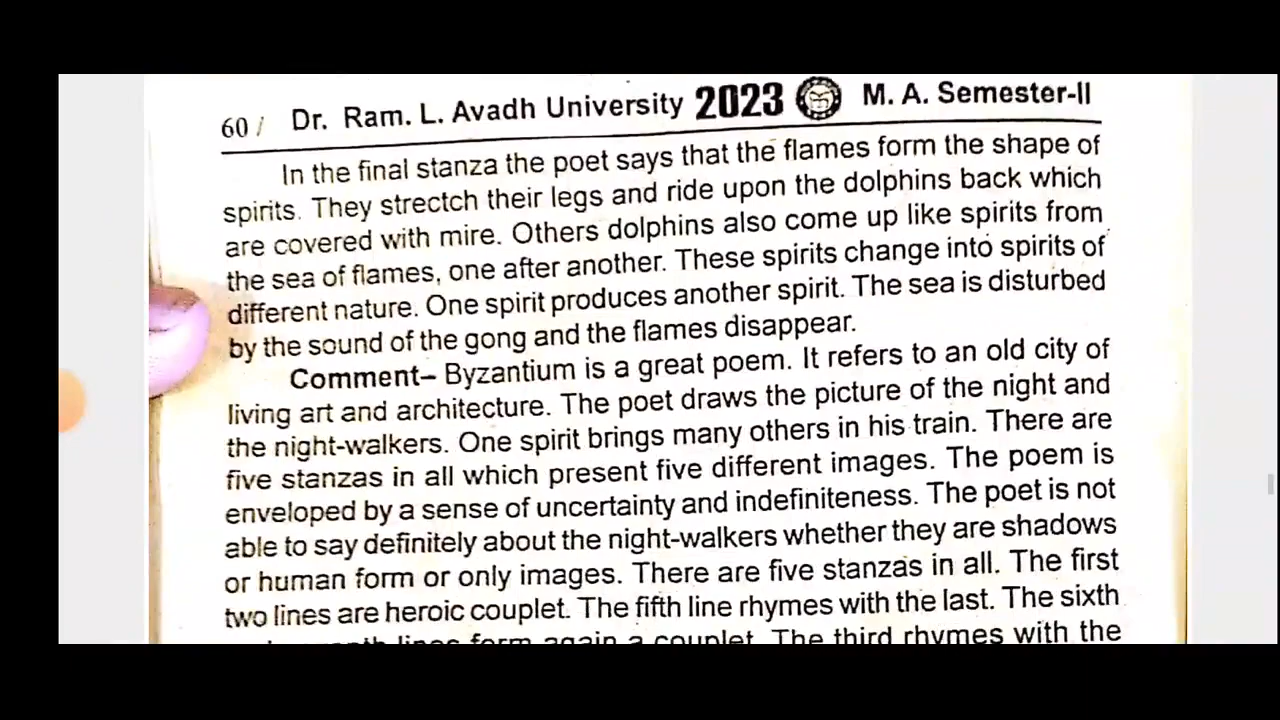 60 / Dr. Ram. L. Avadh University 2023 M. A. Semester-II
In the final stanza the poet says that the flames form the shape of
spirits. They strectch their legs and ride upon the dolphins back which
are covered with mire. Others dolphins also come up like spirits from
the sea of flames, one after another. These spirits change into spirits of
different nature. One spirit produces another spirit. The sea is disturbed
by the sound of the gong and the flames disappear.
Comment– Byzantium is a great poem. It refers to an old city of
living art and architecture. The poet draws the picture of the night and
the night-walkers. One spirit brings many others in his train. There are
five stanzas in all which present five different images. The poem is
enveloped by a sense of uncertainty and indefiniteness. The poet is not
able to say definitely about the night-walkers whether they are shadows
or human form or only images. There are five stanzas in all. The first
two lines are heroic couplet. The fifth line rhymes with the last. The sixth
lines form again a couplet. The third rhymes with the